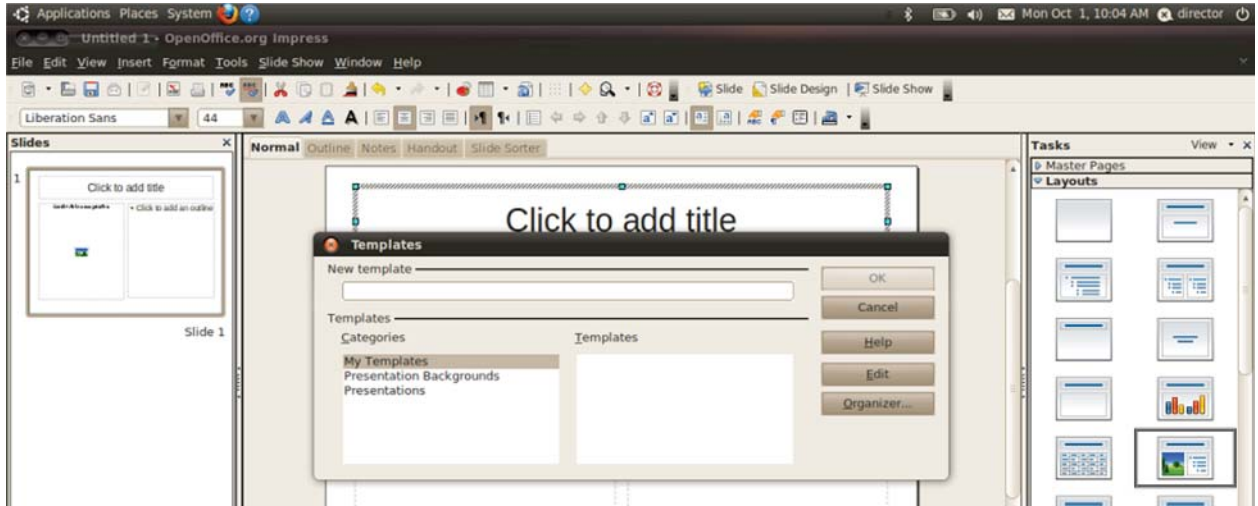 Applications Places System Mon Oct 1, 10:04 AM director
Untitled 1 - OpenOffice.org Impress
File Edit View Insert Format Tools Slide Show Window Help
Slide Slide Design Slide Show
Liberation Sans 44
Slides
Normal Outline Notes Handout Slide Sorter
Tasks View
Master Pages
Layouts
1
Click to add title
• Click to add an outline
Slide 1
Click to add title
Templates
New template
OK
Cancel
Templates
Categories Templates
Help
My Templates
Presentation Backgrounds
Presentations
Edit
Organizer...